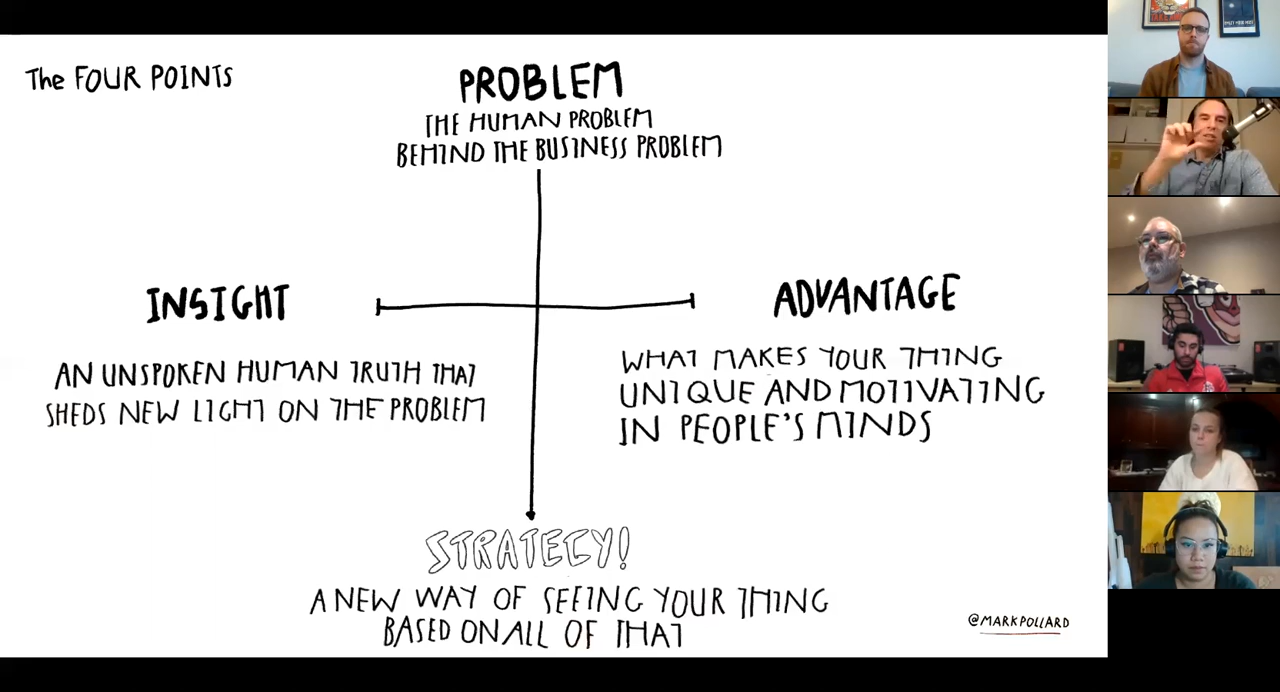 The FOUR POINTS
PROBLEM
THE HUMAN PROBLEM
BEHIND THE BUSINESS PROBLEM
INSIGHT
AN UNSPOKEN HUMAN TRUTH THAT
SHEDS NEW LIGHT ON THE PROBLEM
ADVANTAGE
WHAT MAKES YOUR THING
UNIQUE AND MOTIVATING
IN PEOPLE'S MINDS
STRATEGY!
A NEW WAY OF SEEING YOUR THING
BASED ON ALL OF THAT
@MARKPOLLARD